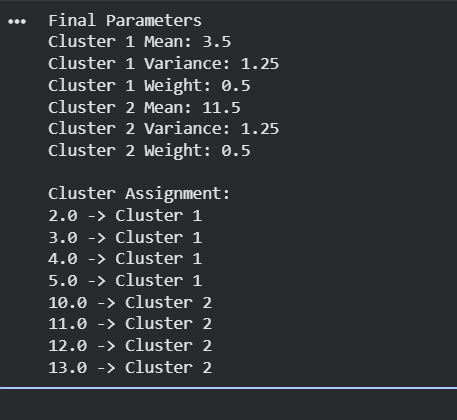 Final Parameters
Cluster 1 Mean: 3.5
Cluster 1 Variance: 1.25
Cluster 1 Weight: 0.5
Cluster 2 Mean: 11.5
Cluster 2 Variance: 1.25
Cluster 2 Weight: 0.5

Cluster Assignment:
2.0 -> Cluster 1
3.0 -> Cluster 1
4.0 -> Cluster 1
5.0 -> Cluster 1
10.0 -> Cluster 2
11.0 -> Cluster 2
12.0 -> Cluster 2
13.0 -> Cluster 2